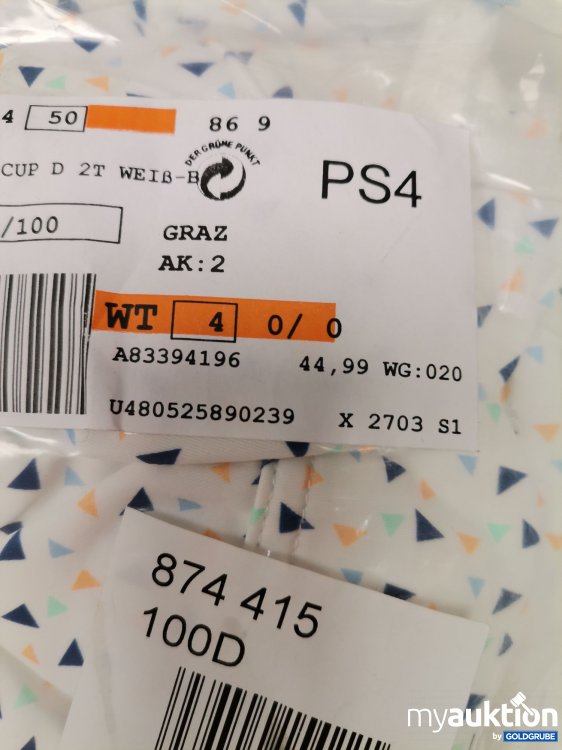 4 50 86 9
DER GRÜNE PUNKT
CUP D 2T WEIß-B
PS4
/100
GRAZ
AK:2
WT 4 0/ 0
A83394196 44,99 WG:020
U480525890239 X 2703 S1
874 415
100D
myauktion
by GOLDGRUBE